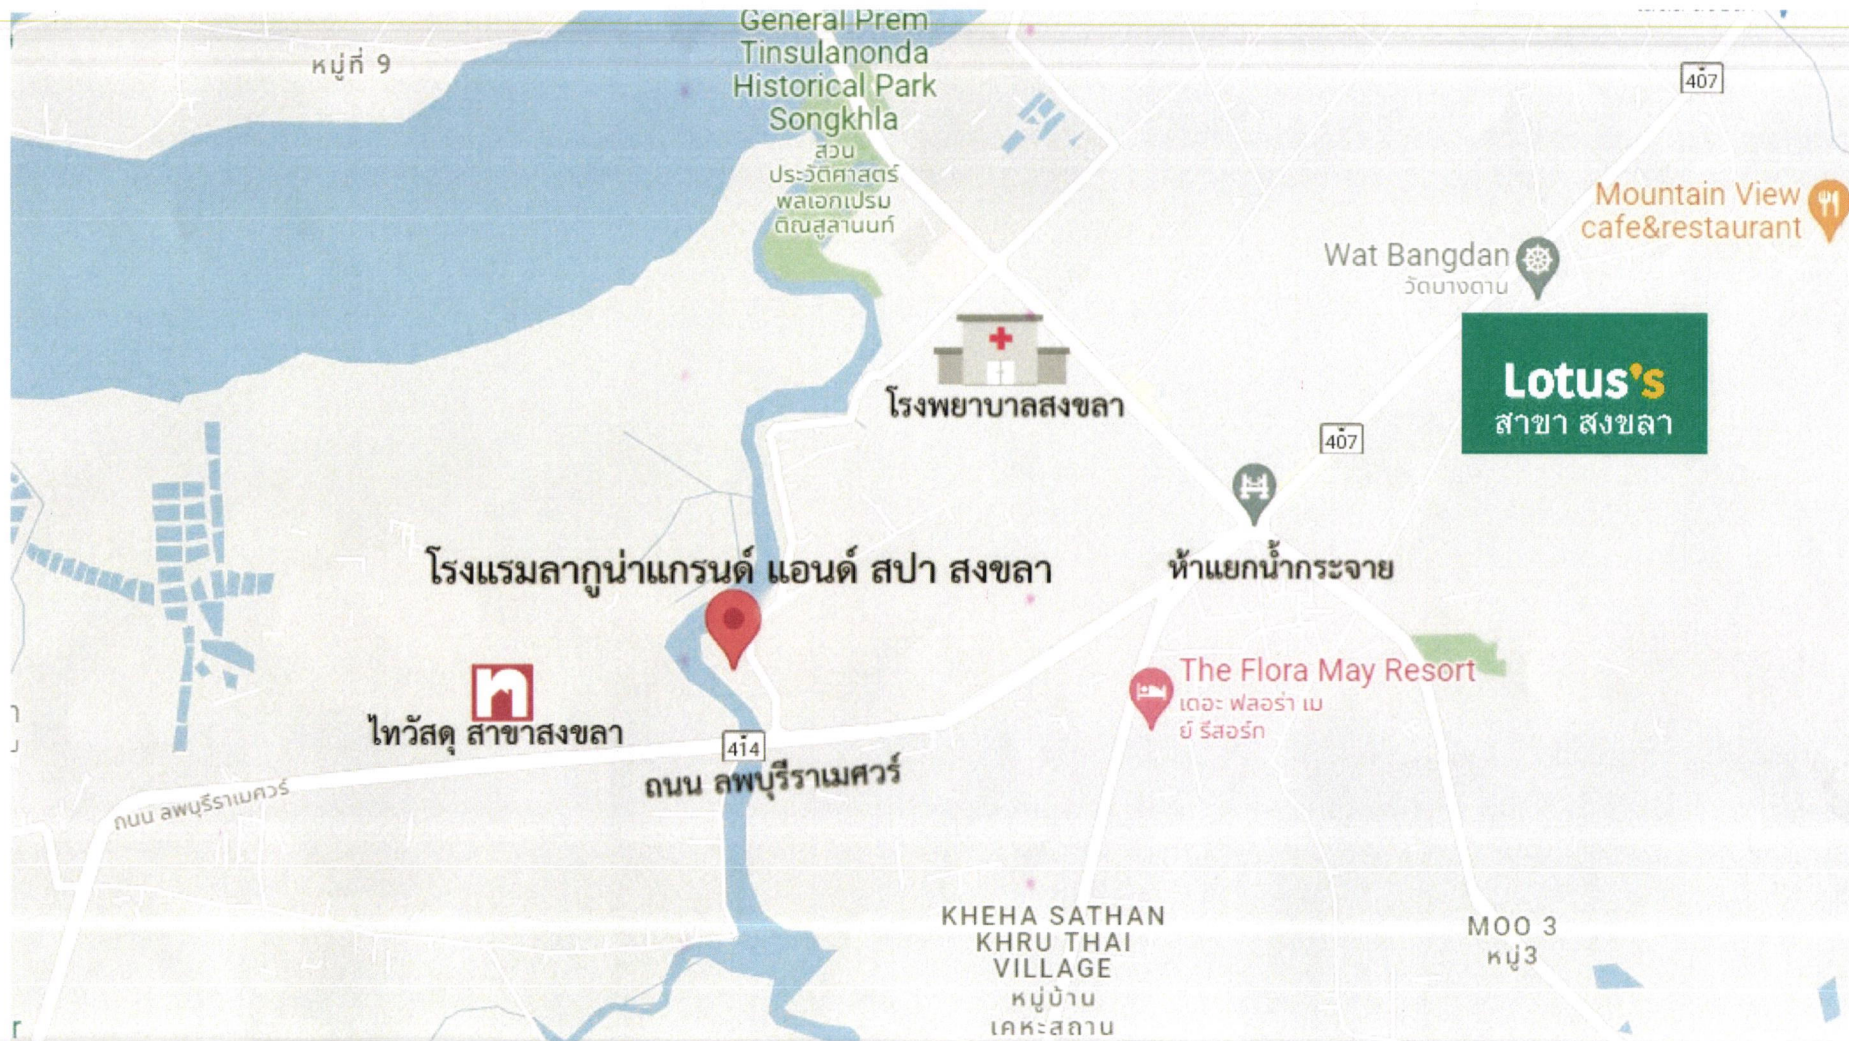 General Prem
Tinsulanonda
Historical Park
Songkhla
สวน
ประวัติศาสตร์
พลเอกเปรม
ติณสูลานนท์
หมู่ที่ 9
407
Mountain View
cafe&restaurant
Wat Bangdan
วัดบางดาน
Lotus's
สาขา สงขลา
โรงพยาบาลสงขลา
407
โรงแรมลากูน่าแกรนด์ แอนด์ สปา สงขลา
ห้าแยกน้ำกระจาย
The Flora May Resort
เดอะ ฟลอร่า เม
ย์ รีสอร์ท
ไทวัสดุ สาขาสงขลา
414
ถนน ลพบุรีราเมศวร์
ถนน ลพบุรีราเมศวร์
KHEHA SATHAN
KHRU THAI
VILLAGE
หมู่บ้าน
เคหะสถาน
MOO 3
หมู่3